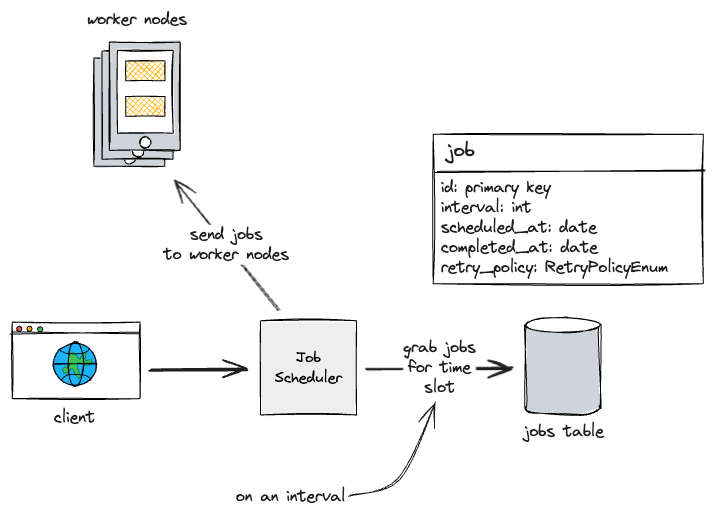 worker nodes
job
id: primary key
interval: int
scheduled_at: date
completed_at: date
retry_policy: RetryPolicyEnum
send jobs
to worker nodes
Job
Scheduler
grab jobs
for time
slot
client
jobs table
on an interval